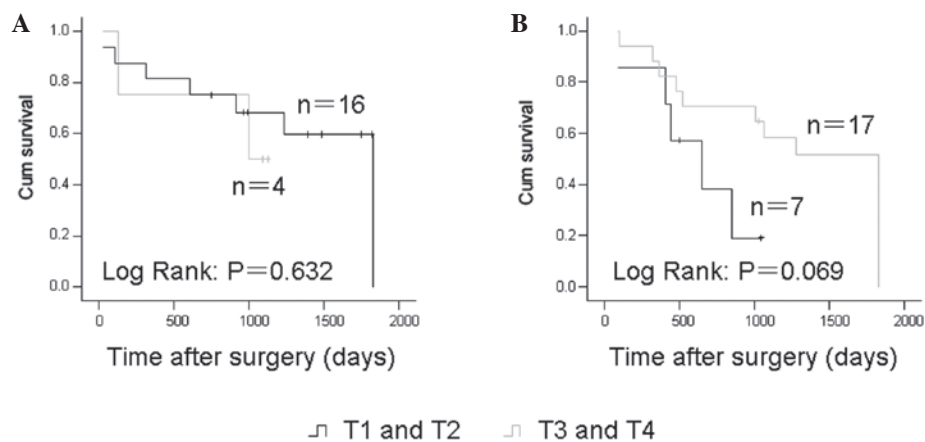 A
1.0
0.8
0.6
0.4
0.2
0.0
Cum survival
n=16
n=4
Log Rank: P=0.632
0 500 1000 1500 2000
Time after surgery (days)
B
1.0
0.8
0.6
0.4
0.2
0.0
Cum survival
n=17
n=7
Log Rank: P=0.069
0 500 1000 1500 2000
Time after surgery (days)
T1 and T2 T3 and T4